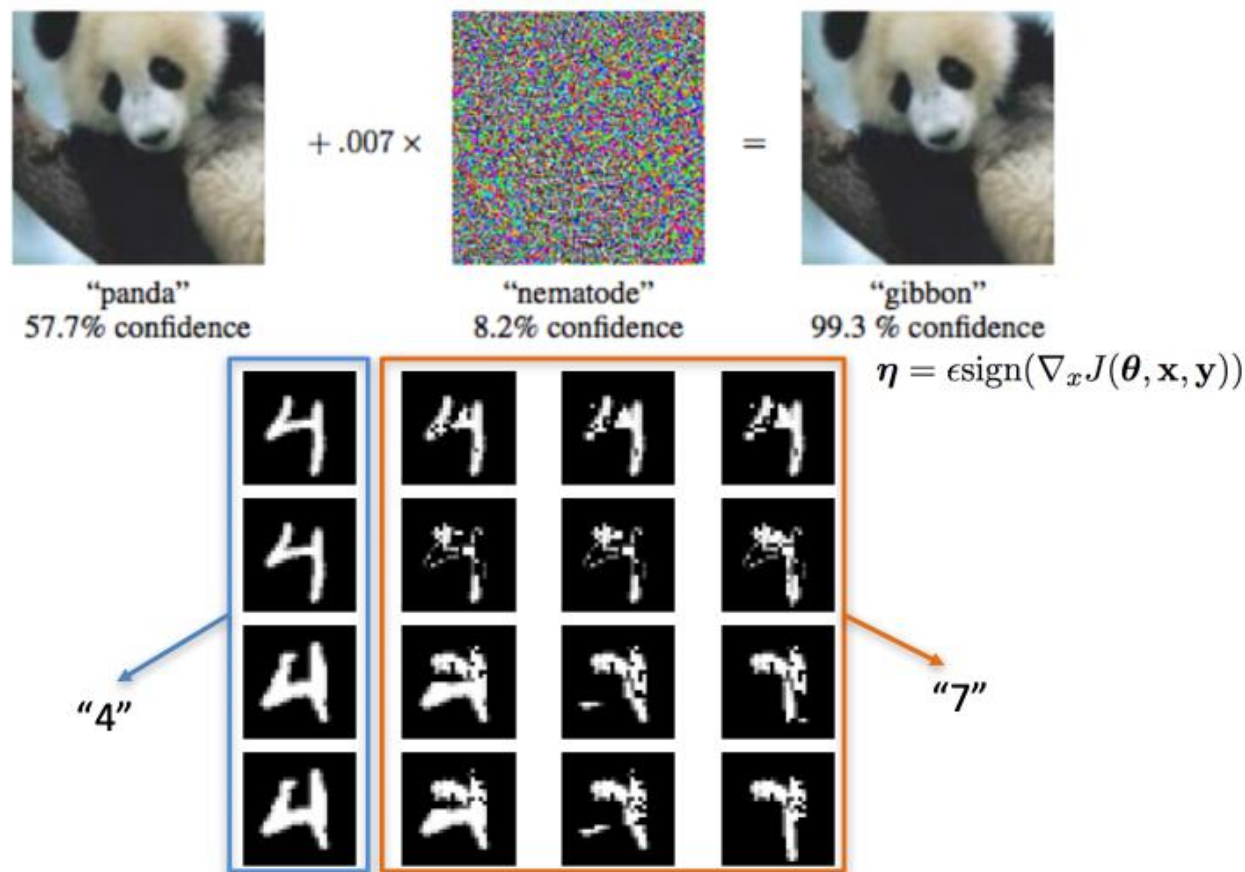 + .007 ×
=
“panda”
57.7% confidence
“nematode”
8.2% confidence
“gibbon”
99.3 % confidence
η = ϵsign(∇ₓJ(θ, x, y))
“4”
“7”